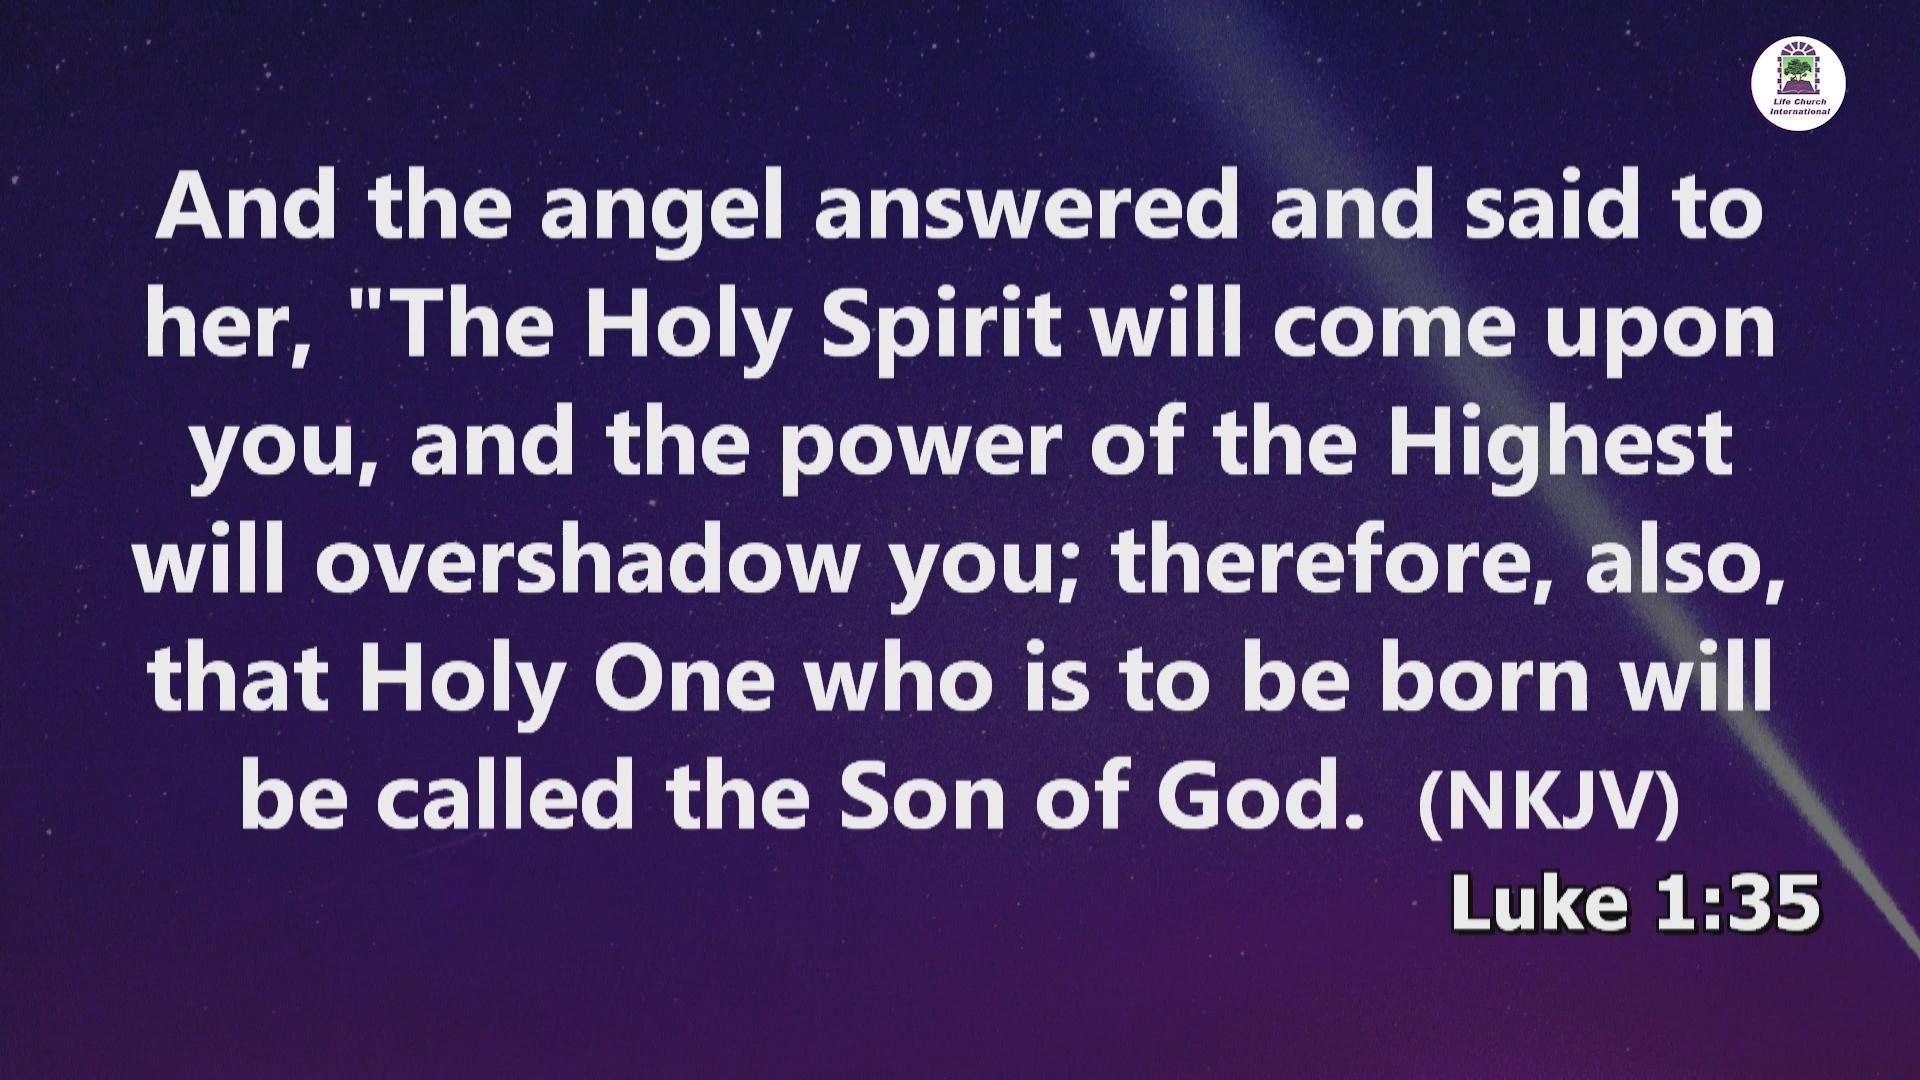 Life Church
International
And the angel answered and said to
her, "The Holy Spirit will come upon
you, and the power of the Highest
will overshadow you; therefore, also,
that Holy One who is to be born will
be called the Son of God.  (NKJV)
Luke 1:35